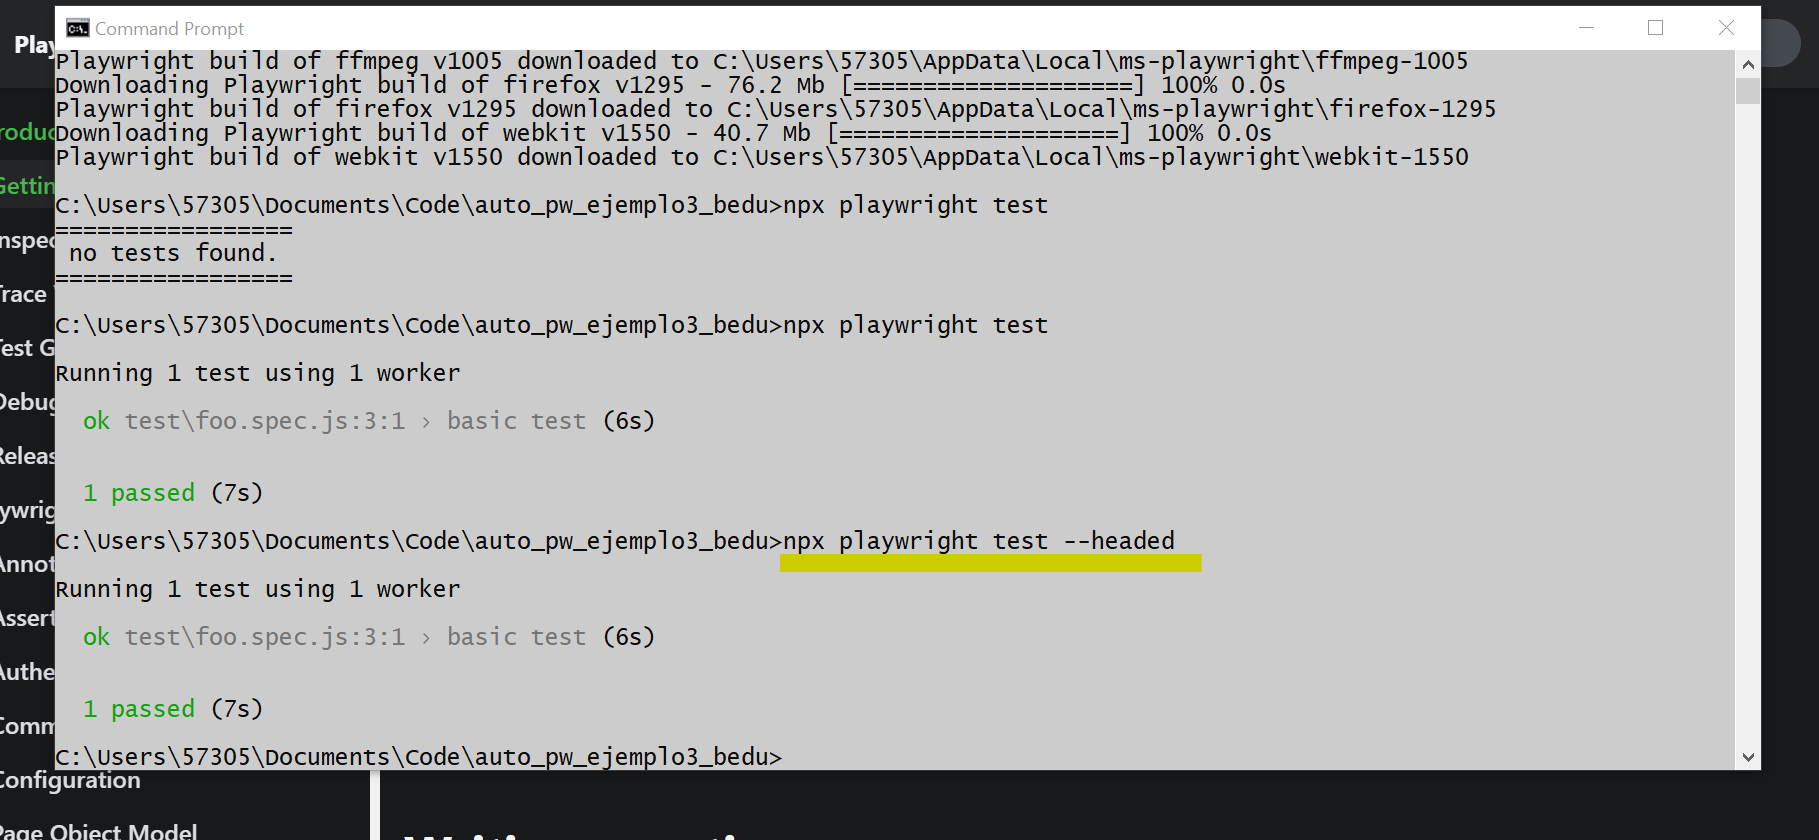 Command Prompt
Playwright build of ffmpeg v1005 downloaded to C:\Users\57305\AppData\Local\ms-playwright\ffmpeg-1005
Downloading Playwright build of firefox v1295 - 76.2 Mb [====================] 100% 0.0s
Playwright build of firefox v1295 downloaded to C:\Users\57305\AppData\Local\ms-playwright\firefox-1295
Downloading Playwright build of webkit v1550 - 40.7 Mb [====================] 100% 0.0s
Playwright build of webkit v1550 downloaded to C:\Users\57305\AppData\Local\ms-playwright\webkit-1550
C:\Users\57305\Documents\Code\auto_pw_ejemplo3_bedu>npx playwright test
=================
no tests found.
=================
C:\Users\57305\Documents\Code\auto_pw_ejemplo3_bedu>npx playwright test
Running 1 test using 1 worker
ok test\foo.spec.js:3:1 › basic test (6s)
1 passed (7s)
C:\Users\57305\Documents\Code\auto_pw_ejemplo3_bedu>npx playwright test --headed
Running 1 test using 1 worker
ok test\foo.spec.js:3:1 › basic test (6s)
1 passed (7s)
C:\Users\57305\Documents\Code\auto_pw_ejemplo3_bedu>
Play
roduc
Gettin
nspec
Trace
Test G
Debug
Releas
ywrig
Annot
Assert
Authe
Comm
Configuration
Page Object Model